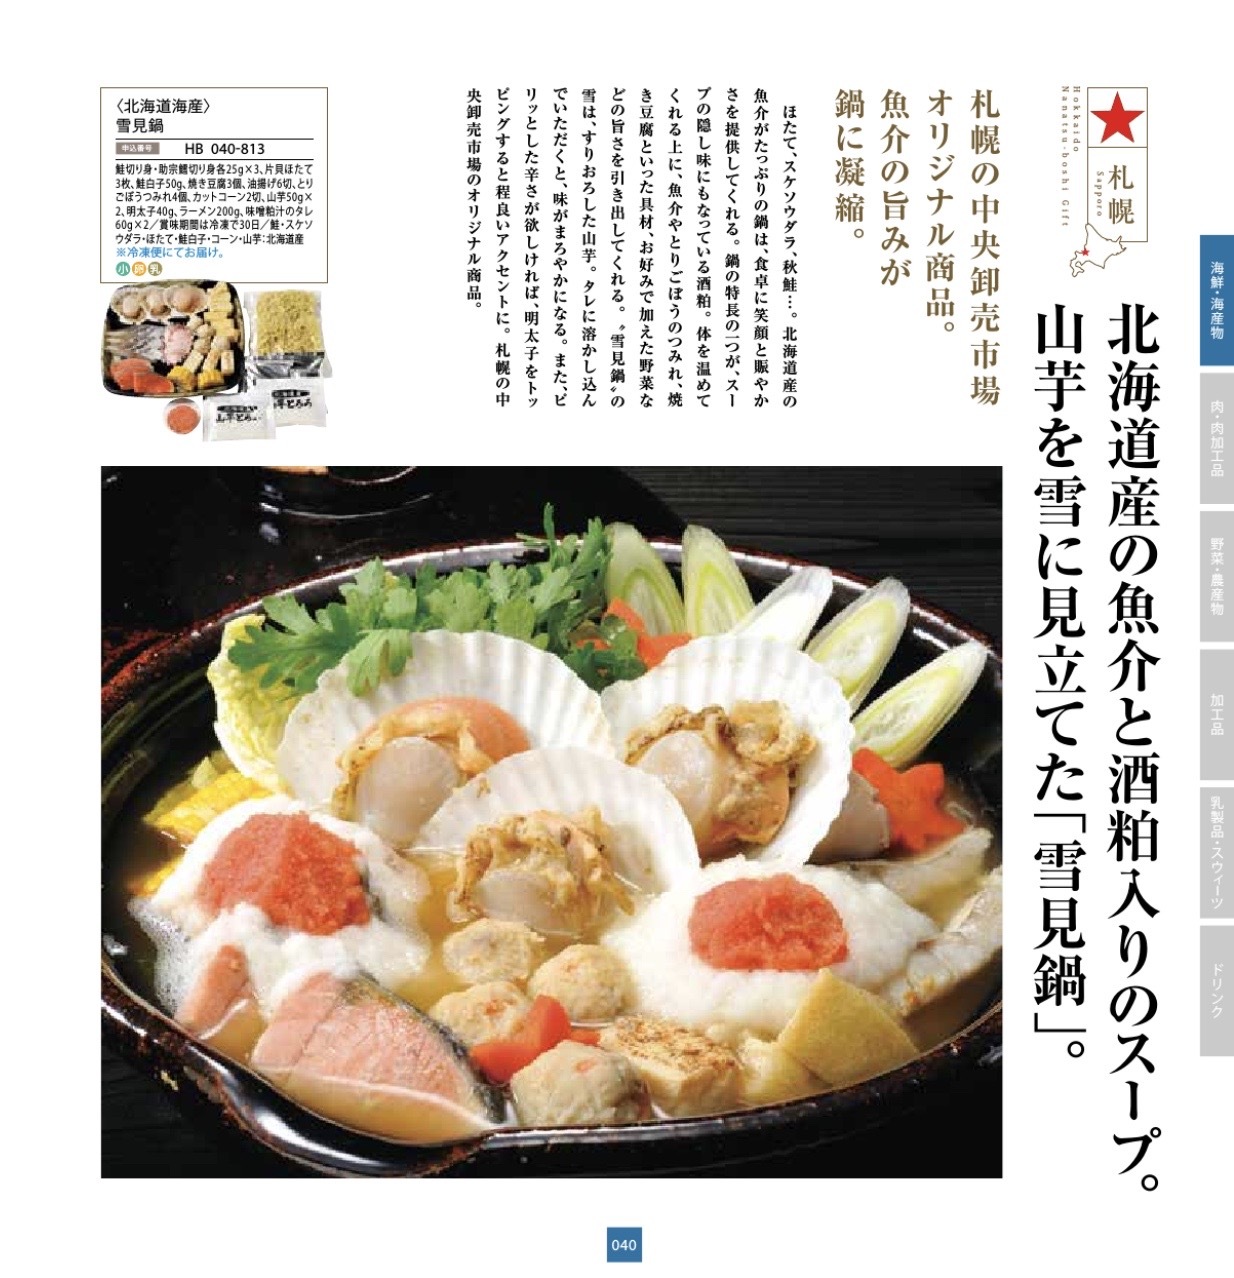 北海道産の魚介と酒粕入りのスープ。
山芋を雪に見立てた「雪見鍋」。
札幌
Sapporo
Hokkaido
Nanatsu-boshi Gift
札幌の中央卸売市場
オリジナル商品。
魚介の旨みが
鍋に凝縮。
ほたて、スケソウダラ、秋鮭…。北海道産の
魚介がたっぷりの鍋は、食卓に笑顔と賑やか
さを提供してくれる。鍋の特長の一つが、スー
プの隠し味にもなっている酒粕。体を温めて
くれる上に、魚介やとりごぼうのつみれ、焼
き豆腐といった具材、お好みで加えた野菜な
どの旨さを引き出してくれる。〝雪見鍋〟の
雪は、すりおろした山芋。タレに溶かし込ん
でいただくと、味がまろやかになる。また、ピ
リッとした辛さが欲しければ、明太子をトッ
ピングすると程良いアクセントに。札幌の中
央卸売市場のオリジナル商品。
〈北海道海産〉
雪見鍋
申込番号 HB 040-813
鮭切り身・助宗鱈切り身各25g×3、片貝ほたて
3枚、鮭白子50g、焼き豆腐3個、油揚げ6切、とり
ごぼうつみれ4個、カットコーン2切、山芋50g×
2、明太子40g、ラーメン200g、味噌粕汁のタレ
60g×2／賞味期間は冷凍で30日／鮭・スケソ
ウダラ・ほたて・鮭白子・コーン・山芋：北海道産
※冷凍便にてお届け。
小 卵 乳
山芋とろろ
山芋とろろ
海鮮・海産物
肉・肉加工品
野菜・農産物
加工品
乳製品・スウィーツ
ドリンク
040